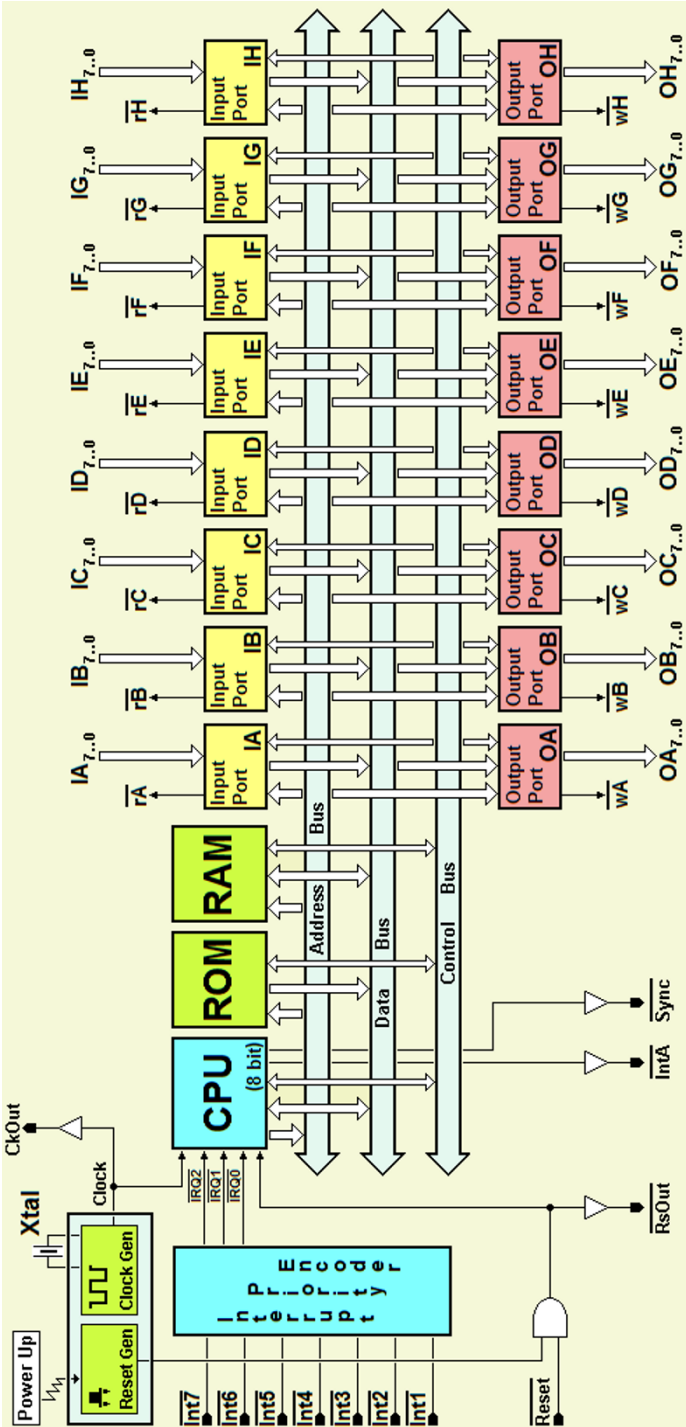 Power Up
Reset Gen
Clock Gen
Xtal
Clock
CkOut
Int7
Int6
Int5
Int4
Int3
Int2
Int1
Reset
Interrupt
Priority
Encoder
IRQ2
IRQ1
IRQ0
CPU
(8 bit)
ROM
RAM
RsOut
IntA
Sync
Address Bus
Data Bus
Control Bus
IA7..0
IB7..0
IC7..0
ID7..0
IE7..0
IF7..0
IG7..0
IH7..0
rA
rB
rC
rD
rE
rF
rG
rH
Input
Port IA
Input
Port IB
Input
Port IC
Input
Port ID
Input
Port IE
Input
Port IF
Input
Port IG
Input
Port IH
Output
Port OA
Output
Port OB
Output
Port OC
Output
Port OD
Output
Port OE
Output
Port OF
Output
Port OG
Output
Port OH
wA
wB
wC
wD
wE
wF
wG
wH
OA7..0
OB7..0
OC7..0
OD7..0
OE7..0
OF7..0
OG7..0
OH7..0